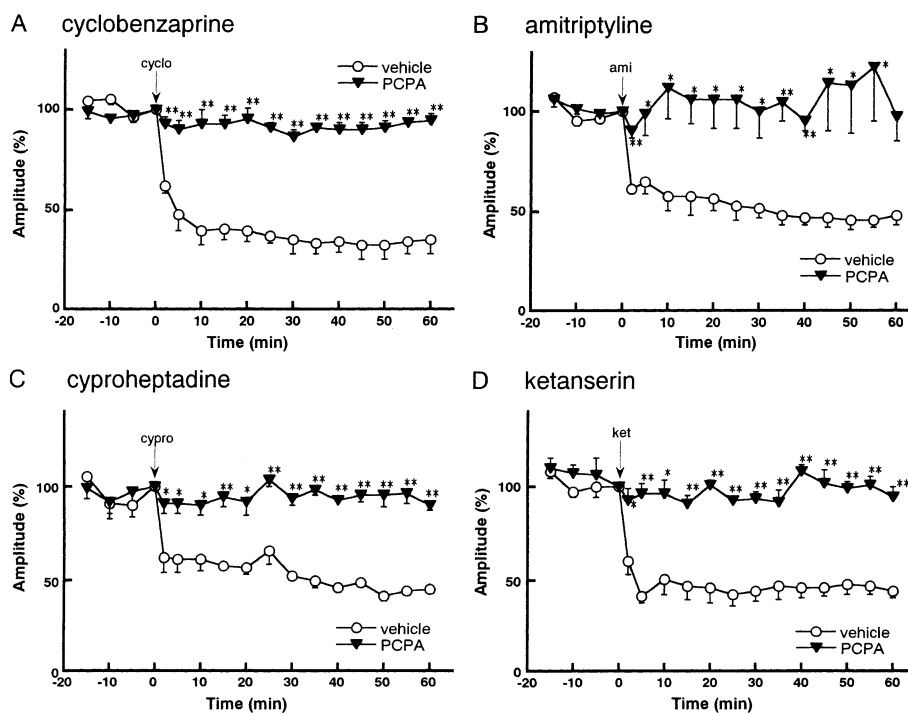 A cyclobenzaprine
cyclo
vehicle
PCPA
** ** ** ** ** ** ** ** ** ** ** ** **
Amplitude (%)
100
50
0
-20 -10 0 10 20 30 40 50 60
Time (min)
B amitriptyline
ami
** * * * * * * * ** * * *
Amplitude (%)
100
50
0
vehicle
PCPA
-20 -10 0 10 20 30 40 50 60
Time (min)
C cyproheptadine
cypro
* * * ** * ** ** ** ** ** ** ** **
Amplitude (%)
100
50
0
vehicle
PCPA
-20 -10 0 10 20 30 40 50 60
Time (min)
D ketanserin
ket
* ** * ** ** ** ** ** ** ** ** ** **
Amplitude (%)
100
50
0
vehicle
PCPA
-20 -10 0 10 20 30 40 50 60
Time (min)